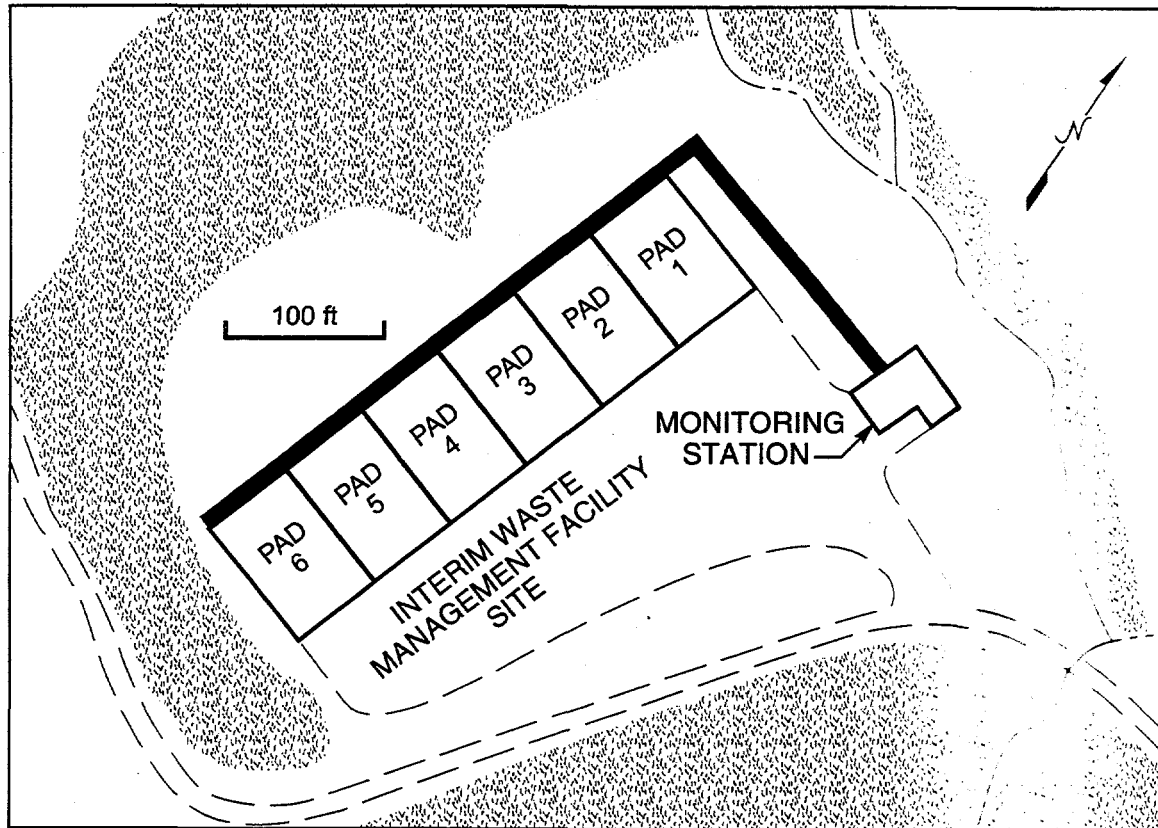 N
100 ft
PAD
1
PAD
2
PAD
3
PAD
4
PAD
5
PAD
6
MONITORING
STATION
INTERIM WASTE
MANAGEMENT FACILITY
SITE